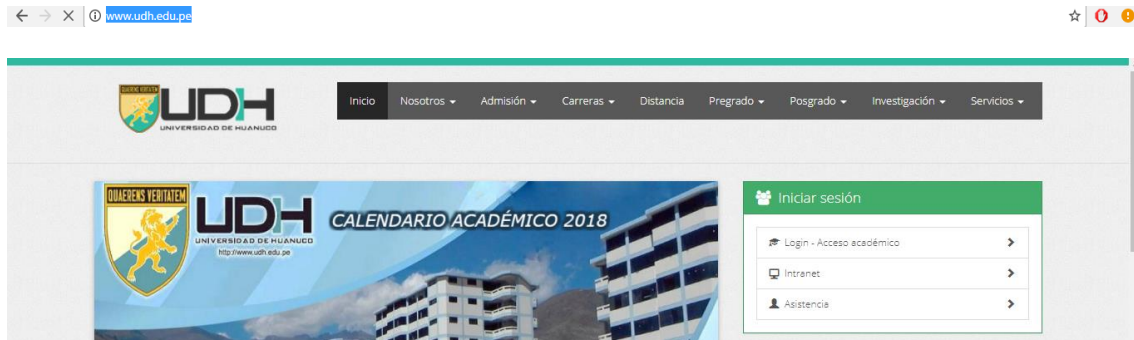 www.udh.edu.pe
QUAERENS VERITATEM
UDH
UNIVERSIDAD DE HUANUCO
Inicio Nosotros Admisión Carreras Distancia Pregrado Posgrado Investigación Servicios
QUAERENS VERITATEM
UDH
UNIVERSIDAD DE HUANUCO
http://www.udh.edu.pe
CALENDARIO ACADÉMICO 2018
Iniciar sesión
Login - Acceso académico
Intranet
Asistencia